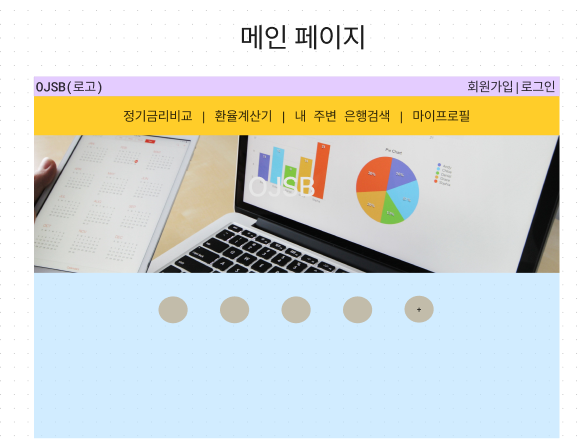 메인 페이지
OJSB(로고) 회원가입|로그인
정기금리비교 | 환율계산기 | 내 주변 은행검색 | 마이프로필
OJSB
Pie Chart
+